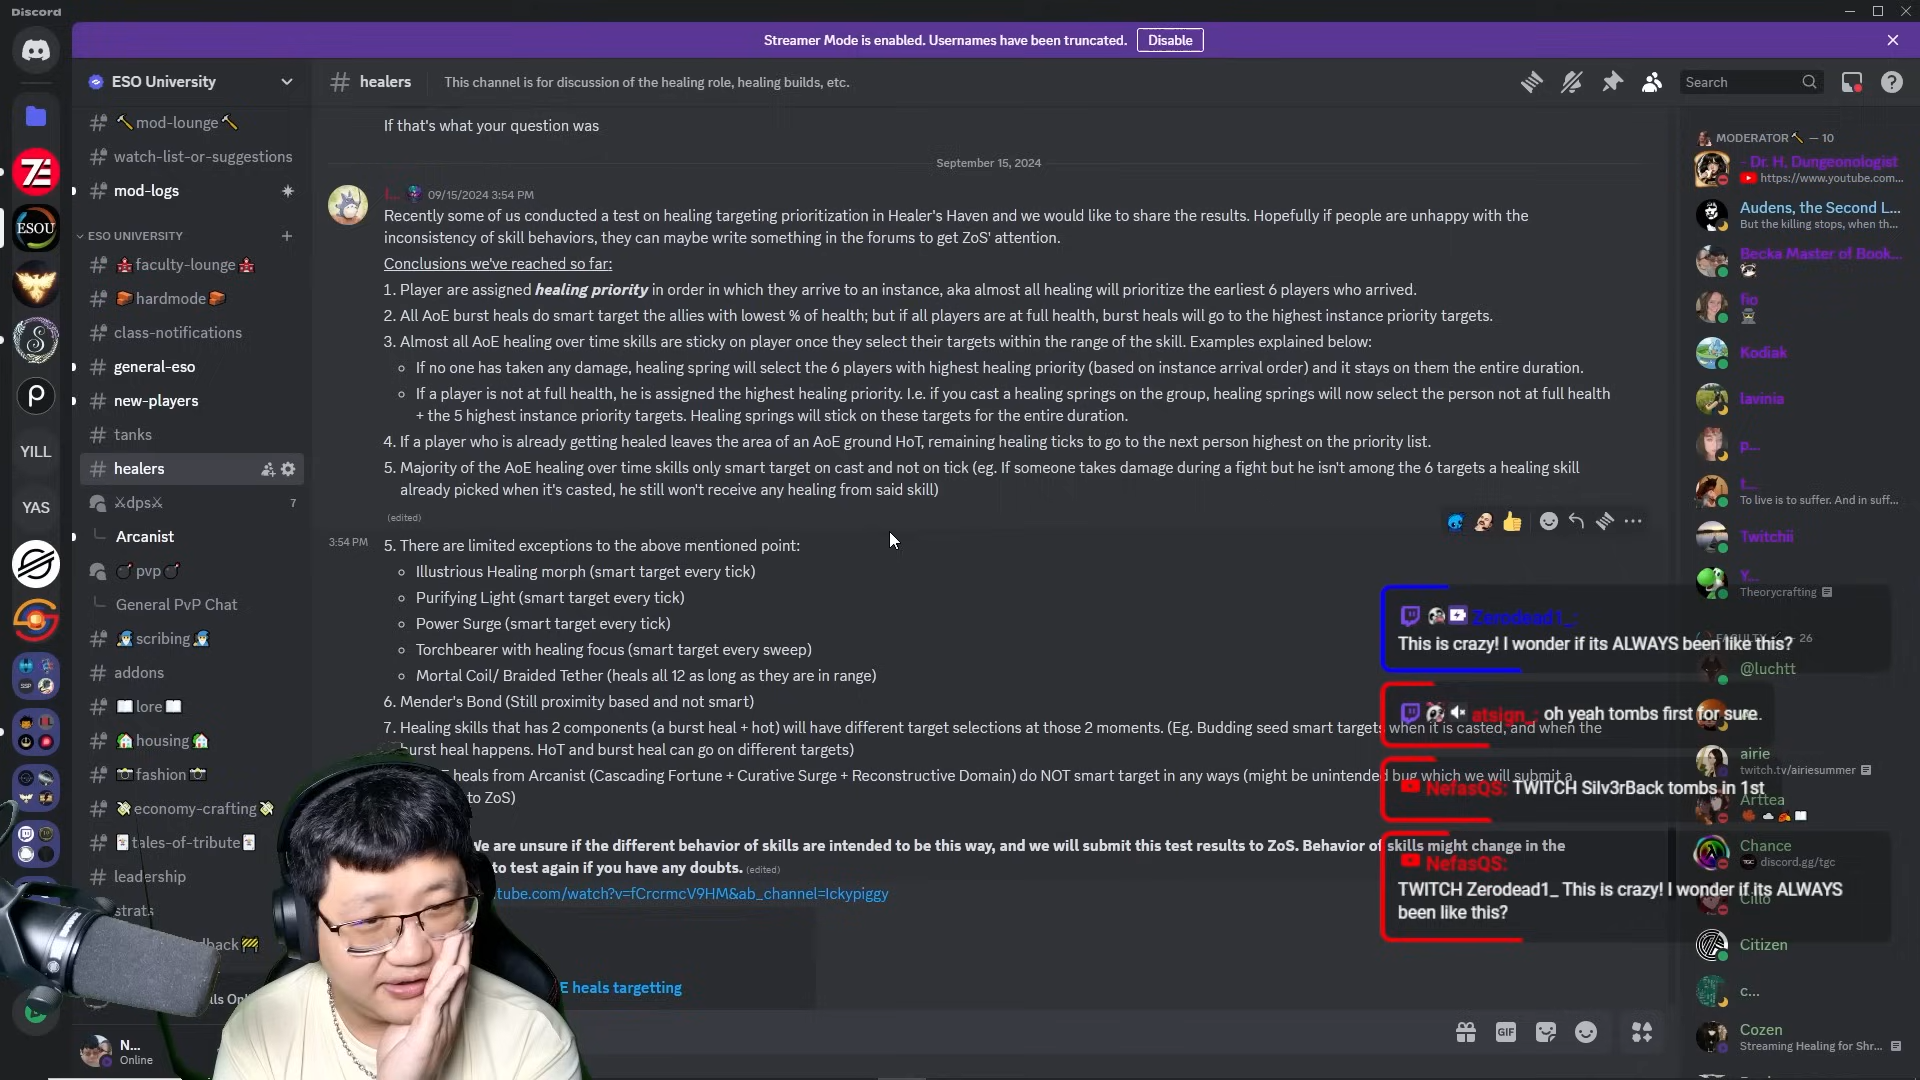 Discord
Streamer Mode is enabled. Usernames have been truncated. Disable
ESO University
healers
This channel is for discussion of the healing role, healing builds, etc.
Search
mod-lounge
watch-list-or-suggestions
mod-logs
ESO UNIVERSITY
faculty-lounge
hardmode
class-notifications
general-eso
new-players
tanks
healers
dps
7
Arcanist
pvp
General PvP Chat
scribing
addons
lore
housing
fashion
economy-crafting
tales-of-tribute
leadership
strats
back
ESOU
YILL
YAS
N...
Online
If that's what your question was
September 15, 2024
09/15/2024 3:54 PM
Recently some of us conducted a test on healing targeting prioritization in Healer's Haven and we would like to share the results. Hopefully if people are unhappy with the
inconsistency of skill behaviors, they can maybe write something in the forums to get ZoS' attention.
Conclusions we've reached so far:
1. Player are assigned healing priority in order in which they arrive to an instance, aka almost all healing will prioritize the earliest 6 players who arrived.
2. All AoE burst heals do smart target the allies with lowest % of health; but if all players are at full health, burst heals will go to the highest instance priority targets.
3. Almost all AoE healing over time skills are sticky on player once they select their targets within the range of the skill. Examples explained below:
If no one has taken any damage, healing spring will select the 6 players with highest healing priority (based on instance arrival order) and it stays on them the entire duration.
If a player is not at full health, he is assigned the highest healing priority. I.e. if you cast a healing springs on the group, healing springs will now select the person not at full health
+ the 5 highest instance priority targets. Healing springs will stick on these targets for the entire duration.
4. If a player who is already getting healed leaves the area of an AoE ground HoT, remaining healing ticks to go to the next person highest on the priority list.
5. Majority of the AoE healing over time skills only smart target on cast and not on tick (eg. If someone takes damage during a fight but he isn't among the 6 targets a healing skill
already picked when it's casted, he still won't receive any healing from said skill)
(edited)
3:54 PM
5. There are limited exceptions to the above mentioned point:
Illustrious Healing morph (smart target every tick)
Purifying Light (smart target every tick)
Power Surge (smart target every tick)
Torchbearer with healing focus (smart target every sweep)
Mortal Coil/ Braided Tether (heals all 12 as long as they are in range)
6. Mender's Bond (Still proximity based and not smart)
7. Healing skills that has 2 components (a burst heal + hot) will have different target selections at those 2 moments. (Eg. Budding seed smart targets when it is casted, and when the
burst heal happens. HoT and burst heal can go on different targets)
heals from Arcanist (Cascading Fortune + Curative Surge + Reconstructive Domain) do NOT smart target in any ways (might be unintended bug which we will submit a
to ZoS)
We are unsure if the different behavior of skills are intended to be this way, and we will submit this test results to ZoS. Behavior of skills might change in the
to test again if you have any doubts. (edited)
tube.com/watch?v=fCrcrmcV9HM&ab_channel=Ickypiggy
E heals targetting
GIF
MODERATOR — 10
- Dr. H. Dungeonologist
https://www.youtube.com...
Audens, the Second L...
But the killing stops, when th...
Becka Master of Book...
fio
Kodiak
lavinia
p...
t...
To live is to suffer. And in suff...
Twitchii
Y...
Theorycrafting
FACULTY — 26
@luchtt
airie
twitch.tv/airiesummer
Arttea
Chance
discord.gg/tgc
Cillo
Citizen
c...
Cozen
Streaming Healing for Shr...
Zerodead1_:
This is crazy! I wonder if its ALWAYS been like this?
atsign_: oh yeah tombs first for sure
NefasQS: TWITCH Silv3rBack tombs in 1st
NefasQS:
TWITCH Zerodead1_ This is crazy! I wonder if its ALWAYS
been like this?